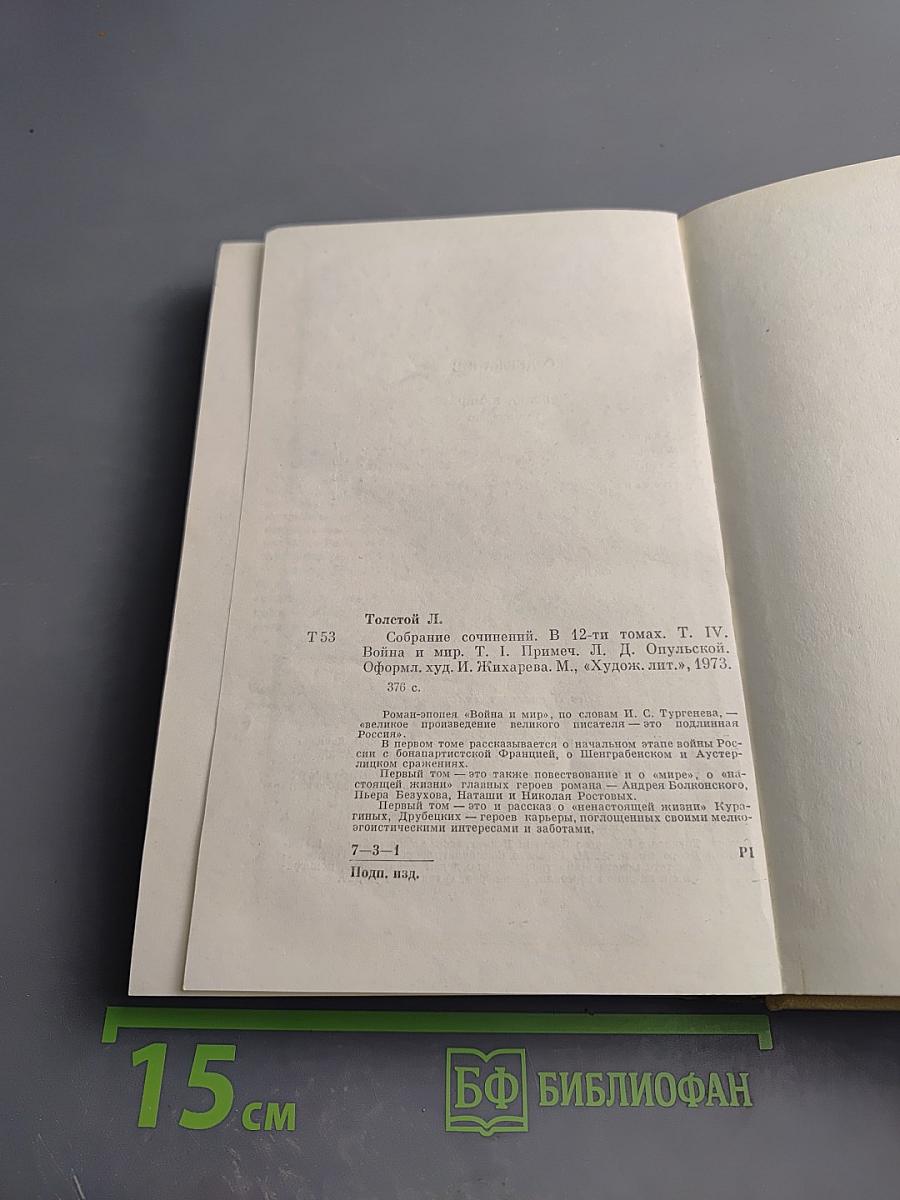 Толстой Л.
Т 53 Собрание сочинений. В 12-ти томах. Т. IV.
Война и мир. Т. I. Примеч. Л. Д. Опульской.
Оформл. худ. И. Жихарева. М., «Худож. лит.», 1973.
376 с.
Роман-эпопея «Война и мир», по словам И. С. Тургенева, —
«великое произведение великого писателя — это подлинная
Россия».
В первом томе рассказывается о начальном этапе войны Рос-
сии с бонапартистской Францией, о Шенграбенском и Аустер-
лицком сражениях.
Первый том — это также повествование и о «мире», о «на-
стоящей жизни» главных героев романа — Андрея Болконского,
Пьера Безухова, Наташи и Николая Ростовых.
Первый том — это и рассказ о «ненастоящей жизни» Кура-
гиных, Друбецких — героев карьеры, поглощенных своими мелко-
эгоистическими интересами и заботами.
7—3—1 Р1
Подп. изд.
15 см БФ БИБЛИОФАН